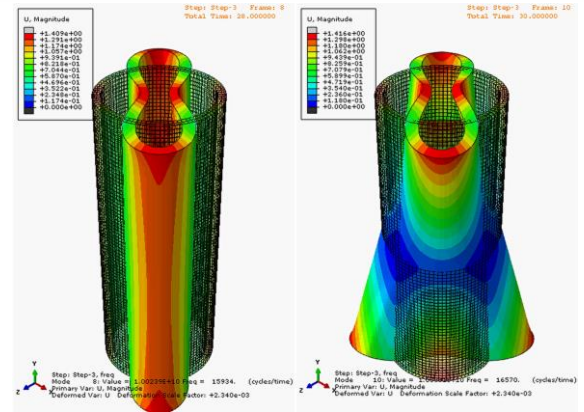 Step: Step-3 Frame: 8
Total Time: 28.000000
U, Magnitude
+1.409e+00
+1.291e+00
+1.174e+00
+1.057e+00
+9.391e-01
+8.218e-01
+7.044e-01
+5.870e-01
+4.696e-01
+3.522e-01
+2.348e-01
+1.174e-01
+0.000e+00
Y
Z
X
Step: Step-3, freq
Mode 8: Value = 1.00239E+10 Freq = 15934. (cycles/time)
Primary Var: U, Magnitude
Deformed Var: U Deformation Scale Factor: +2.340e-03
Step: Step-3 Frame: 10
Total Time: 30.000000
U, Magnitude
+1.416e+00
+1.298e+00
+1.180e+00
+1.062e+00
+9.439e-01
+8.259e-01
+7.079e-01
+5.899e-01
+4.719e-01
+3.540e-01
+2.360e-01
+1.180e-01
+0.000e+00
Y
Z
X
Step: Step-3, freq
Mode 10: Value = Freq = 16570. (cycles/time)
Primary Var: U, Magnitude
Deformed Var: U Deformation Scale Factor: +2.340e-03